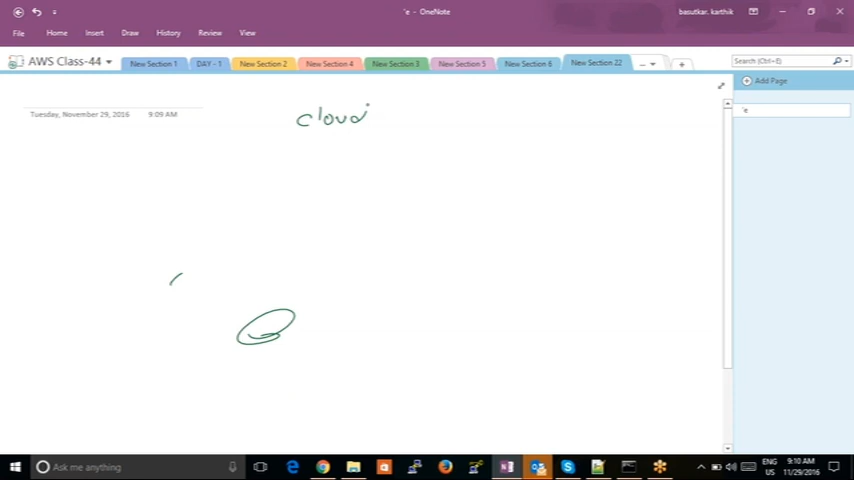 'e - OneNote
basutkar. karthik
File Home Insert Draw History Review View
AWS Class-44 New Section 1 DAY - 1 New Section 2 New Section 4 New Section 3 New Section 5 New Section 6 New Section 22 ... Search (Ctrl+E)
Add Page
Tuesday, November 29, 2016 9:09 AM
cloud
'e
Ask me anything
ENG 9:10 AM
US 11/29/2016